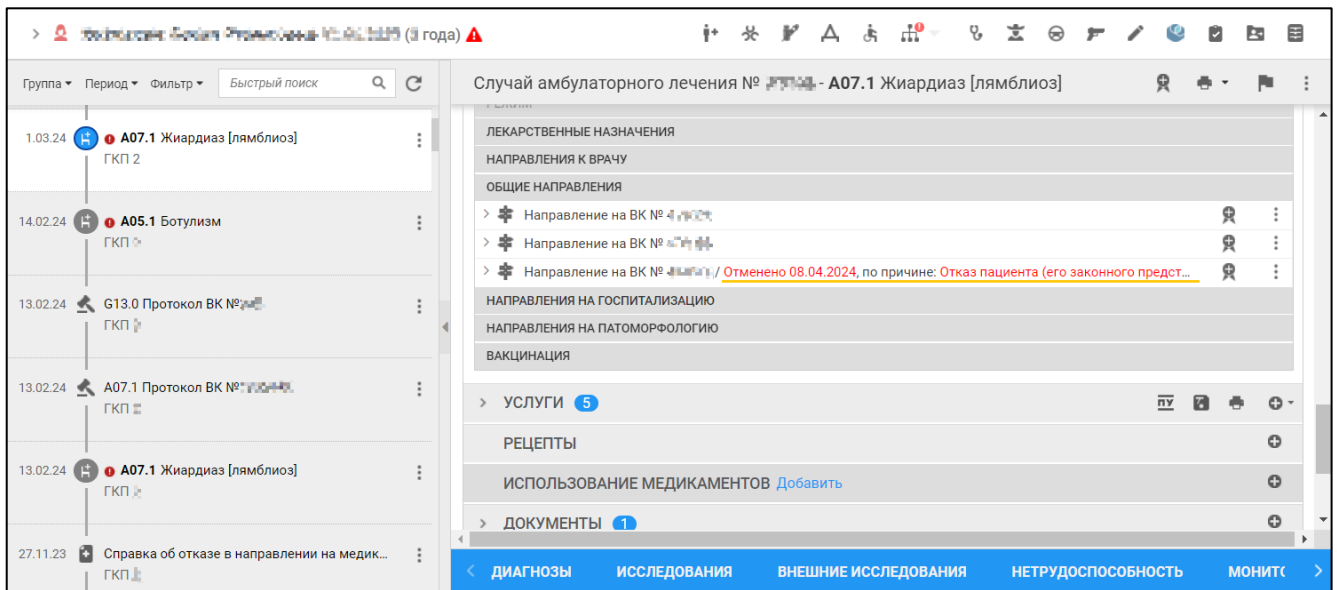 (3 года)
Группа Период Фильтр Быстрый поиск
1.03.24 A07.1 Жиардиаз [лямблиоз]
ГКП 2
14.02.24 A05.1 Ботулизм
ГКП
13.02.24 G13.0 Протокол ВК №
ГКП
13.02.24 A07.1 Протокол ВК №
ГКП
13.02.24 A07.1 Жиардиаз [лямблиоз]
ГКП
27.11.23 Справка об отказе в направлении на медик...
ГКП
Случай амбулаторного лечения № - A07.1 Жиардиаз [лямблиоз]
РЕЖИМ
ЛЕКАРСТВЕННЫЕ НАЗНАЧЕНИЯ
НАПРАВЛЕНИЯ К ВРАЧУ
ОБЩИЕ НАПРАВЛЕНИЯ
Направление на ВК №
Направление на ВК №
Направление на ВК № / Отменено 08.04.2024, по причине: Отказ пациента (его законного предст...
НАПРАВЛЕНИЯ НА ГОСПИТАЛИЗАЦИЮ
НАПРАВЛЕНИЯ НА ПАТОМОРФОЛОГИЮ
ВАКЦИНАЦИЯ
УСЛУГИ 5 ПУ
РЕЦЕПТЫ
ИСПОЛЬЗОВАНИЕ МЕДИКАМЕНТОВ Добавить
ДОКУМЕНТЫ 1
ДИАГНОЗЫ ИССЛЕДОВАНИЯ ВНЕШНИЕ ИССЛЕДОВАНИЯ НЕТРУДОСПОСОБНОСТЬ МОНИТ